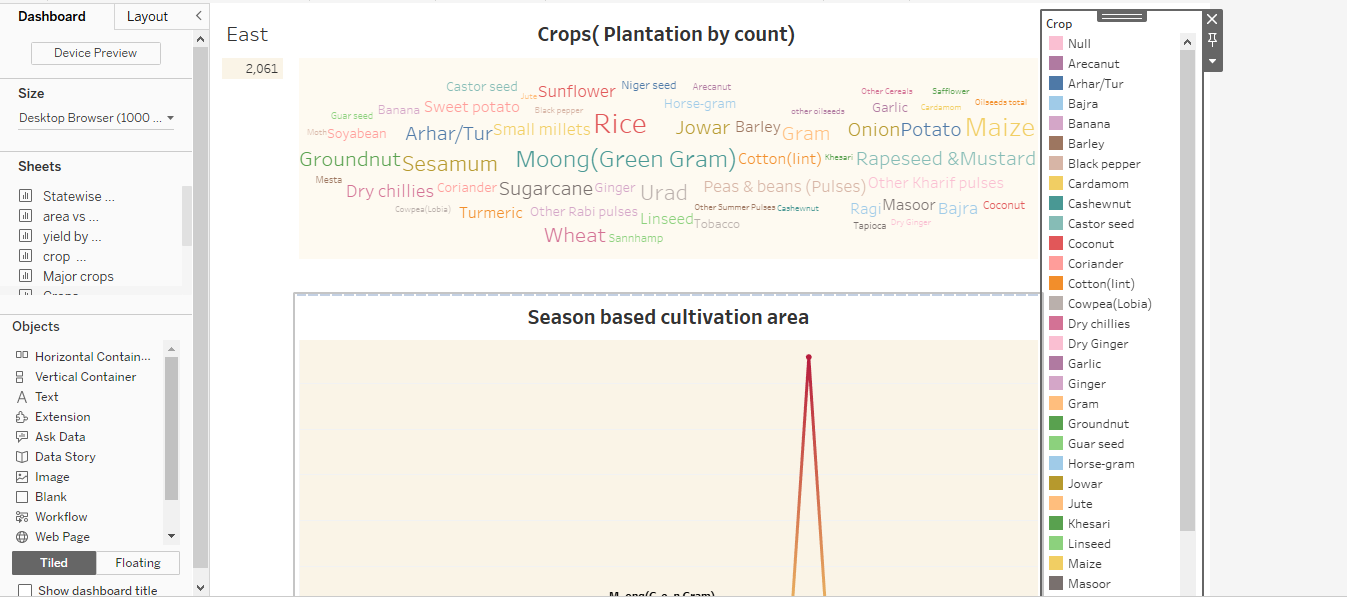 Dashboard
Layout
Device Preview
Size
Desktop Browser (1000 ...
Sheets
Statewise ...
area vs ...
yield by ...
crop ...
Major crops
Objects
Horizontal Contain...
Vertical Container
Text
Extension
Ask Data
Data Story
Image
Blank
Workflow
Web Page
Tiled
Floating
Show dashboard title
East
2,061
Crops( Plantation by count)
Castor seed
Jute
Sunflower
Niger seed
Arecanut
Other Cereals
Safflower
Guar seed
Banana
Sweet potato
Black pepper
Horse-gram
other oilseeds
Garlic
Cardamom
Oilseeds total
Moth
Soyabean
Arhar/Tur
Small millets
Rice
Jowar
Barley
Gram
Onion
Potato
Maize
Groundnut
Sesamum
Moong(Green Gram)
Cotton(lint)
Khesari
Rapeseed &Mustard
Mesta
Dry chillies
Coriander
Sugarcane
Ginger
Urad
Peas & beans (Pulses)
Other Kharif pulses
Cowpea(Lobia)
Turmeric
Other Rabi pulses
Linseed
Other Summer Pulses
Cashewnut
Tobacco
Ragi
Masoor
Bajra
Coconut
Tapioca
Dry Ginger
Wheat
Sannhamp
Season based cultivation area
Crop
Null
Arecanut
Arhar/Tur
Bajra
Banana
Barley
Black pepper
Cardamom
Cashewnut
Castor seed
Coconut
Coriander
Cotton(lint)
Cowpea(Lobia)
Dry chillies
Dry Ginger
Garlic
Ginger
Gram
Groundnut
Guar seed
Horse-gram
Jowar
Jute
Khesari
Linseed
Maize
Masoor